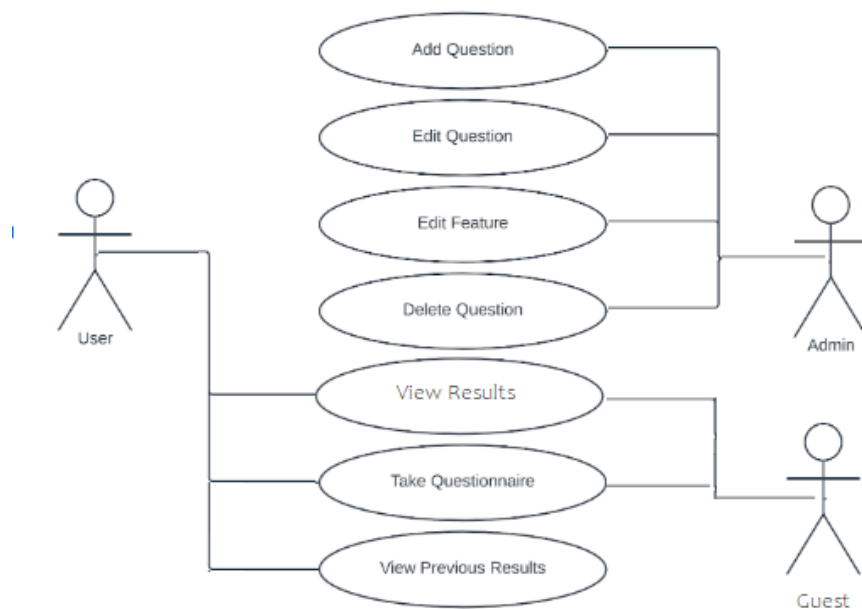 Add Question
Edit Question
Edit Feature
Delete Question
User
Admin
View Results
Take Questionnaire
View Previous Results
Guest